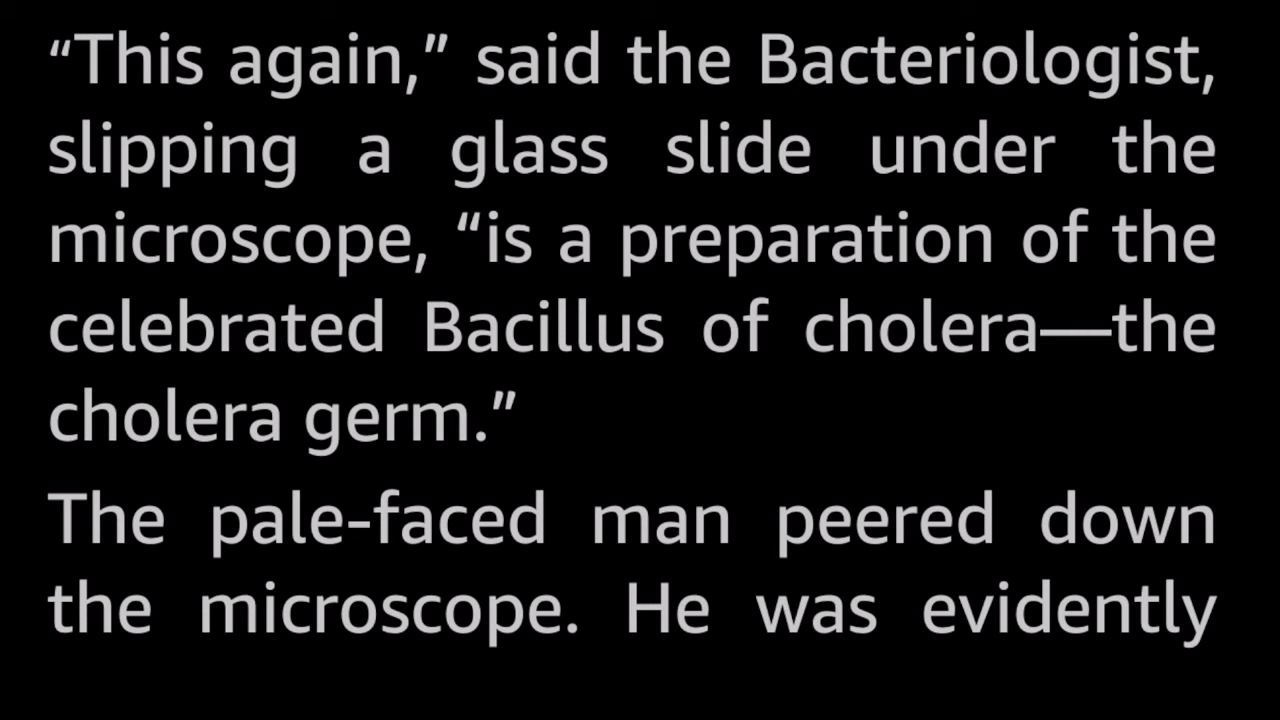 “This again,” said the Bacteriologist,
slipping a glass slide under the
microscope, “is a preparation of the
celebrated Bacillus of cholera—the
cholera germ.”
The pale-faced man peered down
the microscope. He was evidently